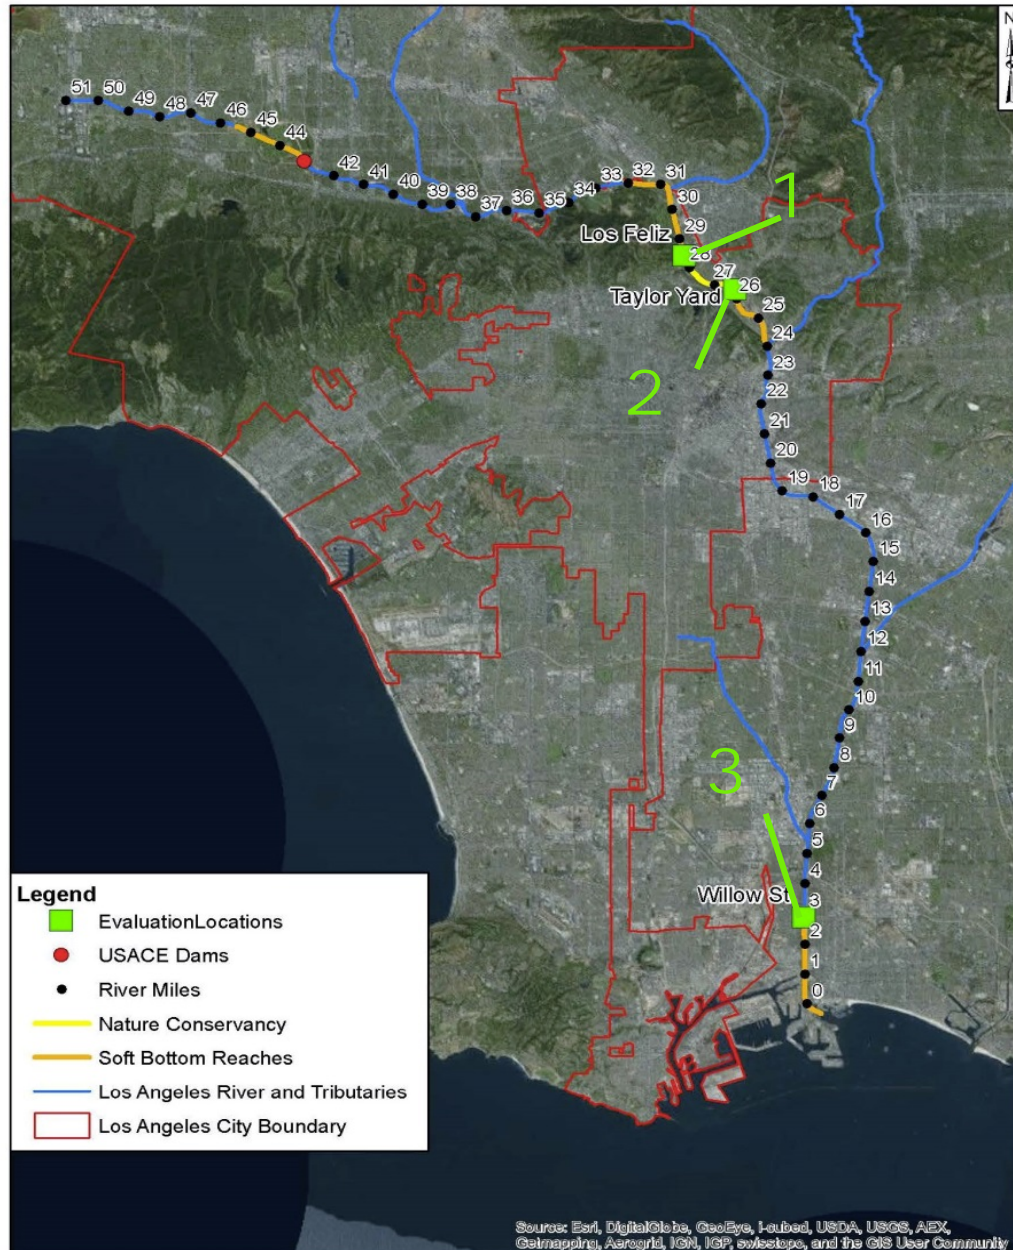 N
51 50 49 48 47 46 45 44
42 41 40 39 38 37 36 35 34 33 32 31
30
29
Los Feliz
28
1
27
26
Taylor Yard
25
24
2
23
22
21
20
19 18 17
16
15
14
13
12
11
10
9
8
3
7
6
5
4
Willow St
3
2
1
0
Legend
EvaluationLocations
USACE Dams
River Miles
Nature Conservancy
Soft Bottom Reaches
Los Angeles River and Tributaries
Los Angeles City Boundary
Source: Esri, DigitalGlobe, GeoEye, i-cubed, USDA, USGS, AEX,
Getmapping, Aerogrid, IGN, IGP, swisstopo, and the GIS User Community